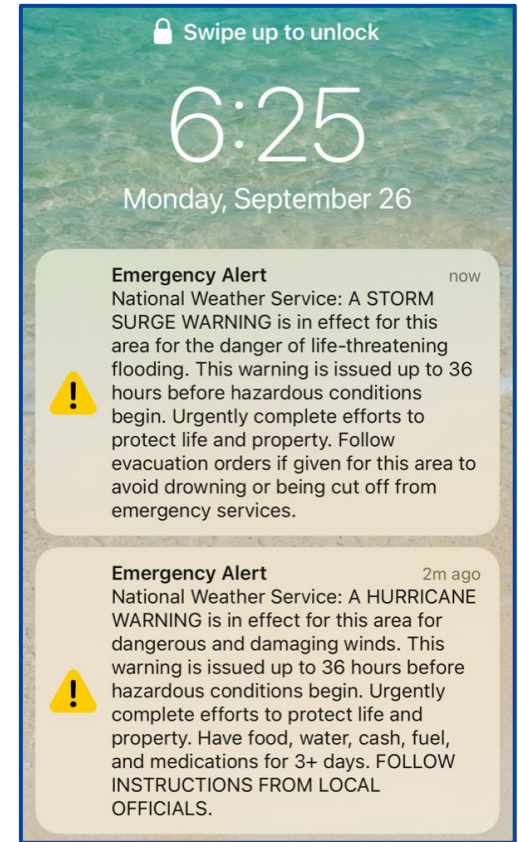 Swipe up to unlock
6:25
Monday, September 26
Emergency Alert now
National Weather Service: A STORM
SURGE WARNING is in effect for this
area for the danger of life-threatening
flooding. This warning is issued up to 36
hours before hazardous conditions
begin. Urgently complete efforts to
protect life and property. Follow
evacuation orders if given for this area to
avoid drowning or being cut off from
emergency services.
Emergency Alert 2m ago
National Weather Service: A HURRICANE
WARNING is in effect for this area for
dangerous and damaging winds. This
warning is issued up to 36 hours before
hazardous conditions begin. Urgently
complete efforts to protect life and
property. Have food, water, cash, fuel,
and medications for 3+ days. FOLLOW
INSTRUCTIONS FROM LOCAL
OFFICIALS.